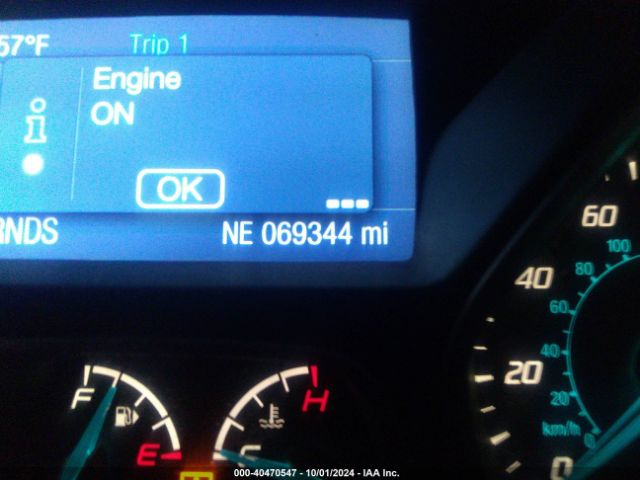 57°F Trip 1
Engine
ON
OK
RNDS NE 069344 mi
60
100
80
40
60
40
20
20
km/h
0
0
F
E
H
C
000-40470547 - 10/01/2024 - IAA Inc.